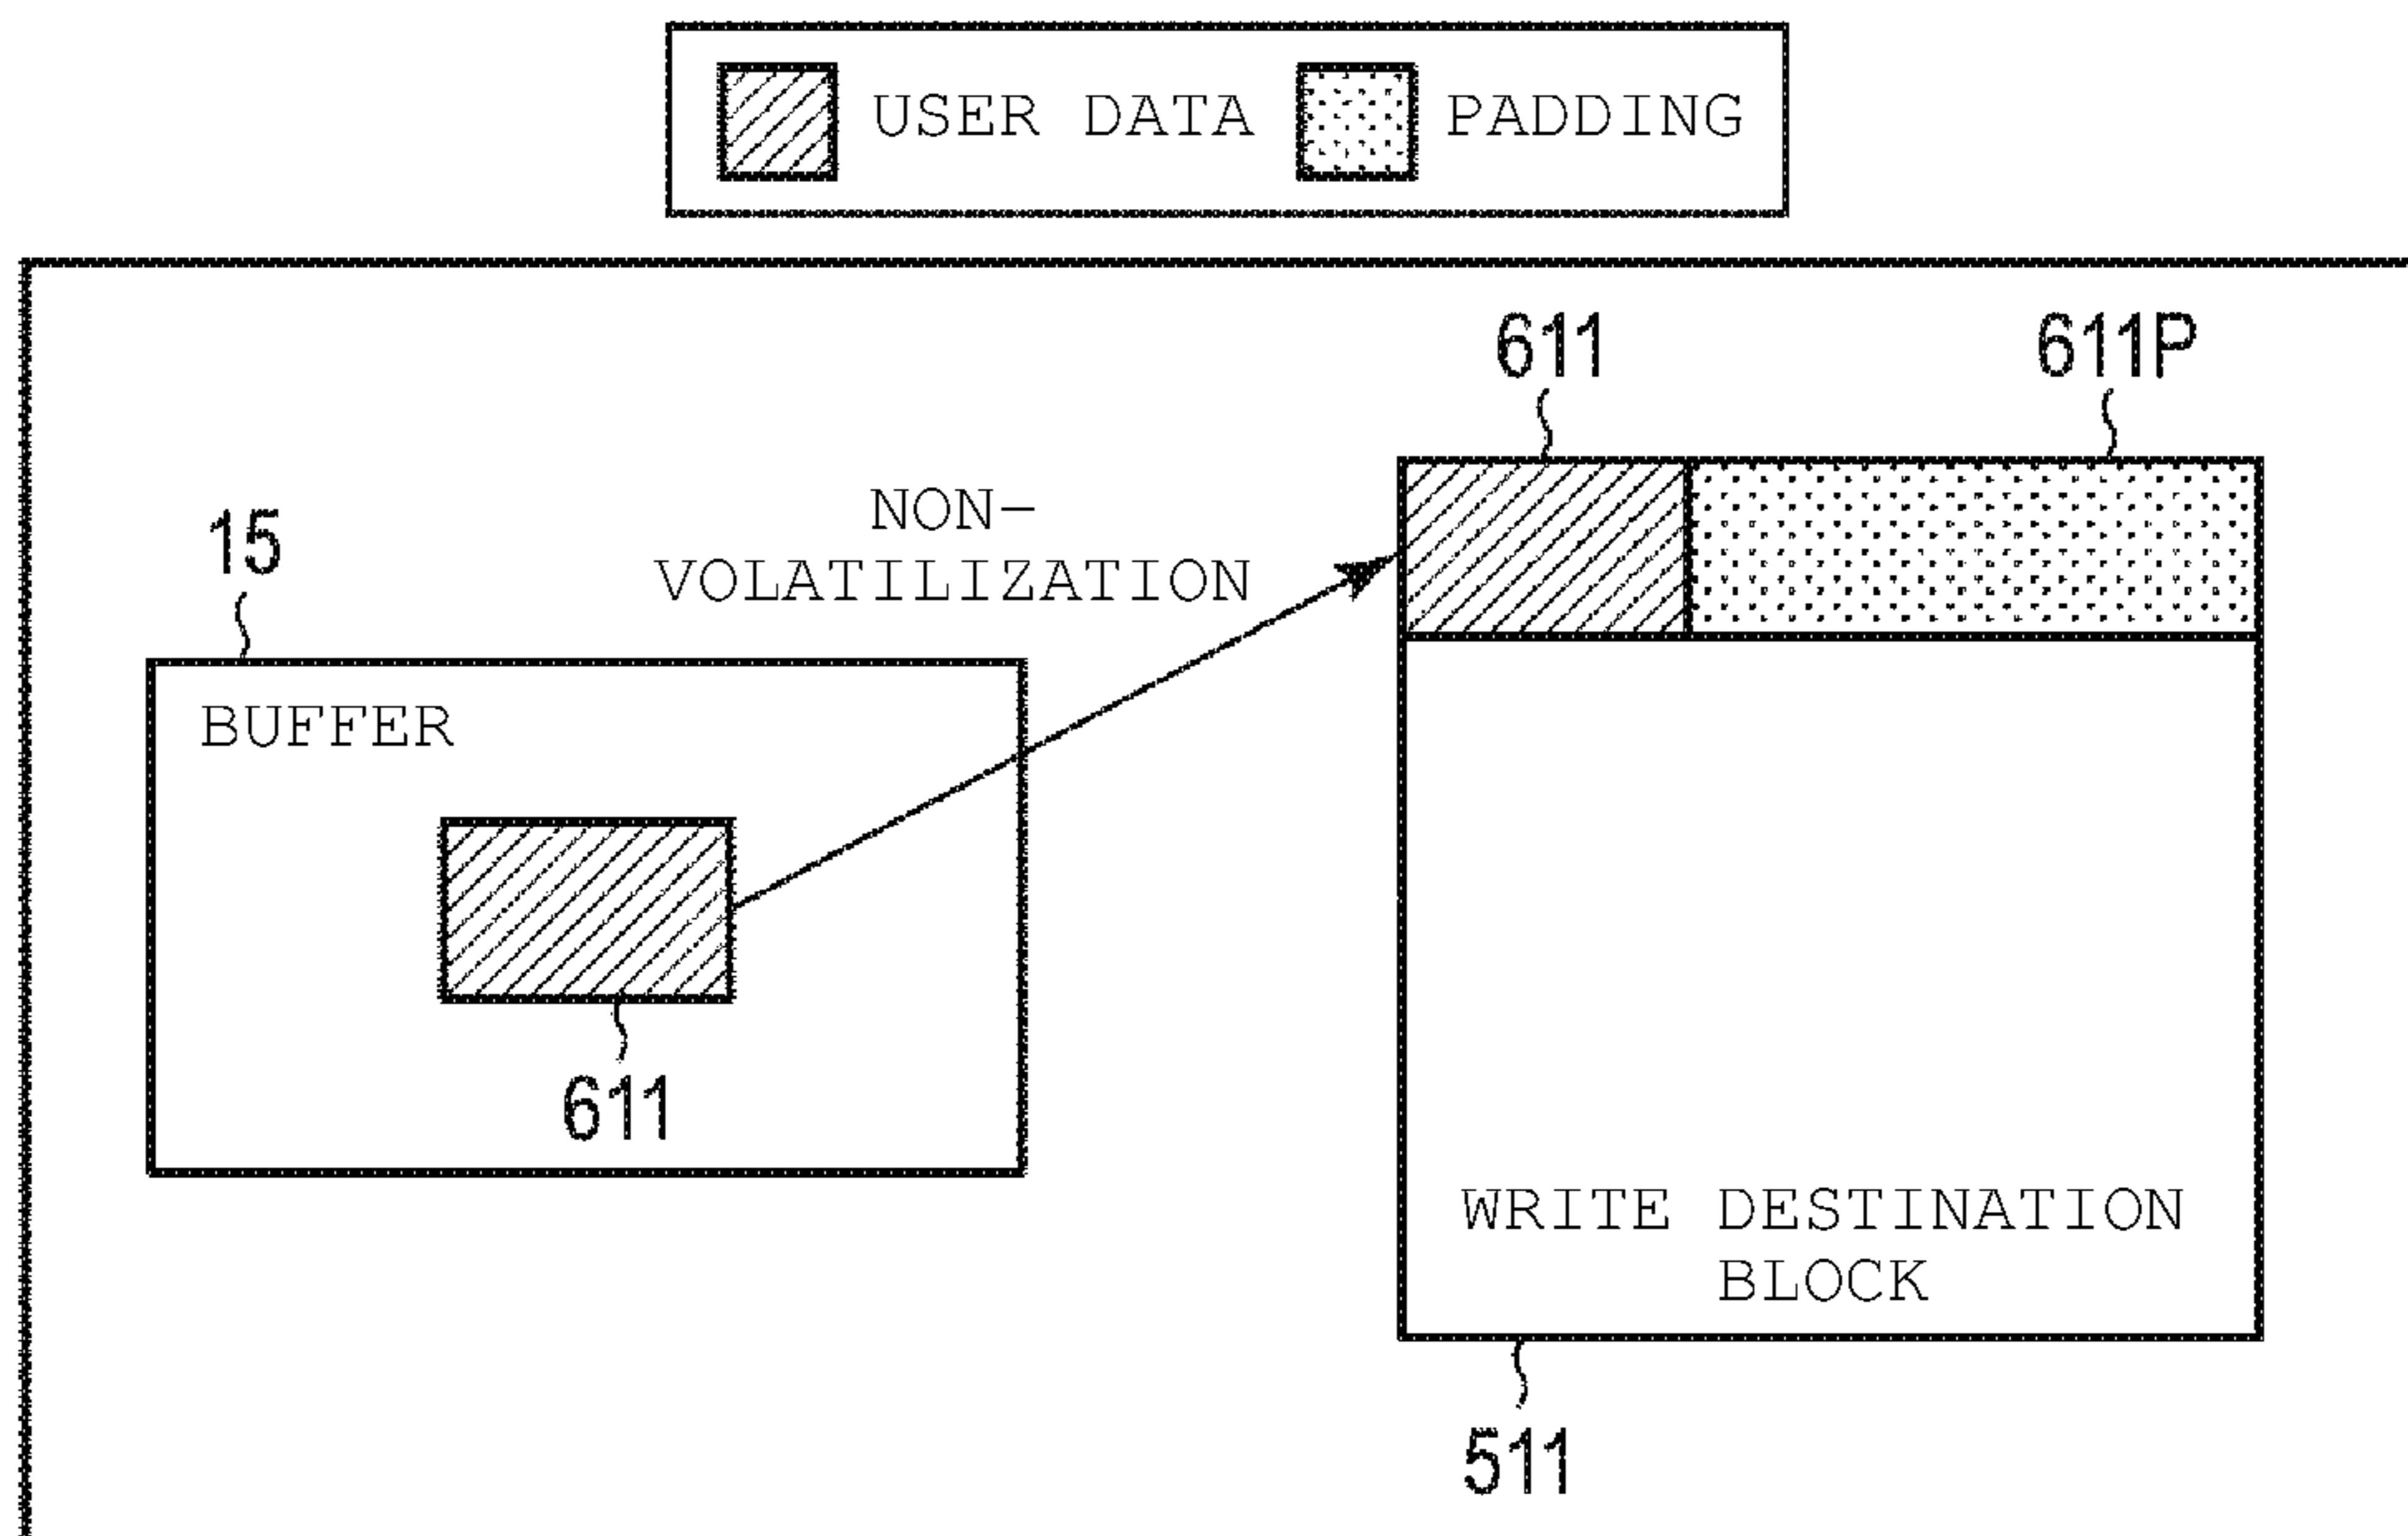 USER DATA
PADDING
611
611P
NON-
VOLATILIZATION
15
BUFFER
611
WRITE DESTINATION
BLOCK
511